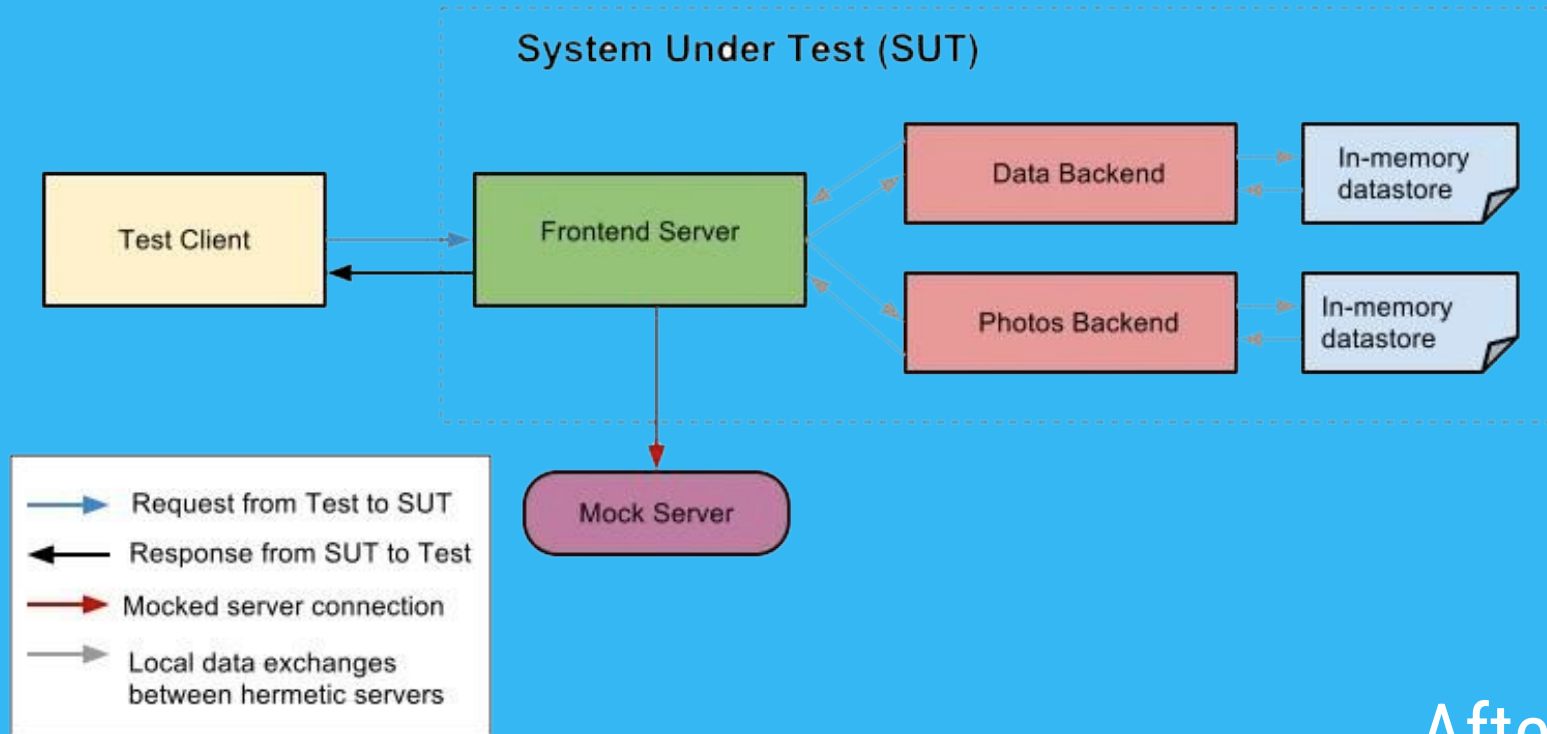 System Under Test (SUT)
Test Client
Frontend Server
Data Backend
In-memory
datastore
Photos Backend
In-memory
datastore
Mock Server
Request from Test to SUT
Response from SUT to Test
Mocked server connection
Local data exchanges
between hermetic servers